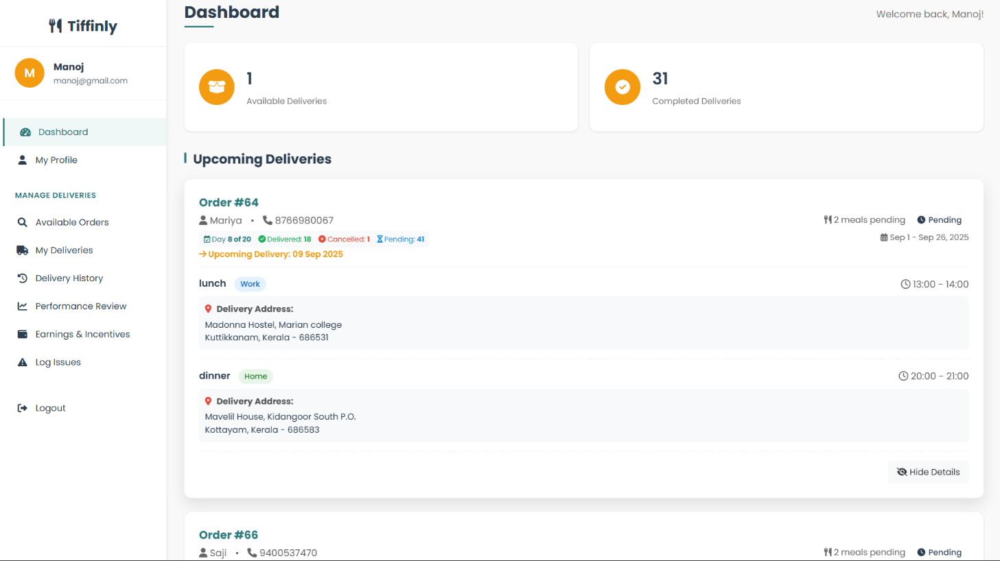 Tiffinly
M
Manoj
manoj@gmail.com
Dashboard
My Profile
MANAGE DELIVERIES
Available Orders
My Deliveries
Delivery History
Performance Review
Earnings & Incentives
Log Issues
Logout
Dashboard
Welcome back, Manoj!
1
Available Deliveries
31
Completed Deliveries
Upcoming Deliveries
Order #64
Mariya • 8766980067
2 meals pending Pending
Day 8 of 20 Delivered: 18 Cancelled: 1 Pending: 41
Sep 1 - Sep 26, 2025
Upcoming Delivery: 09 Sep 2025
lunch Work 13:00 - 14:00
Delivery Address:
Madonna Hostel, Marian college
Kuttikkanam, Kerala - 686531
dinner Home 20:00 - 21:00
Delivery Address:
Mavelil House, Kidangoor South P.O.
Kottayam, Kerala - 686583
Hide Details
Order #66
Saji • 9400537470
2 meals pending Pending